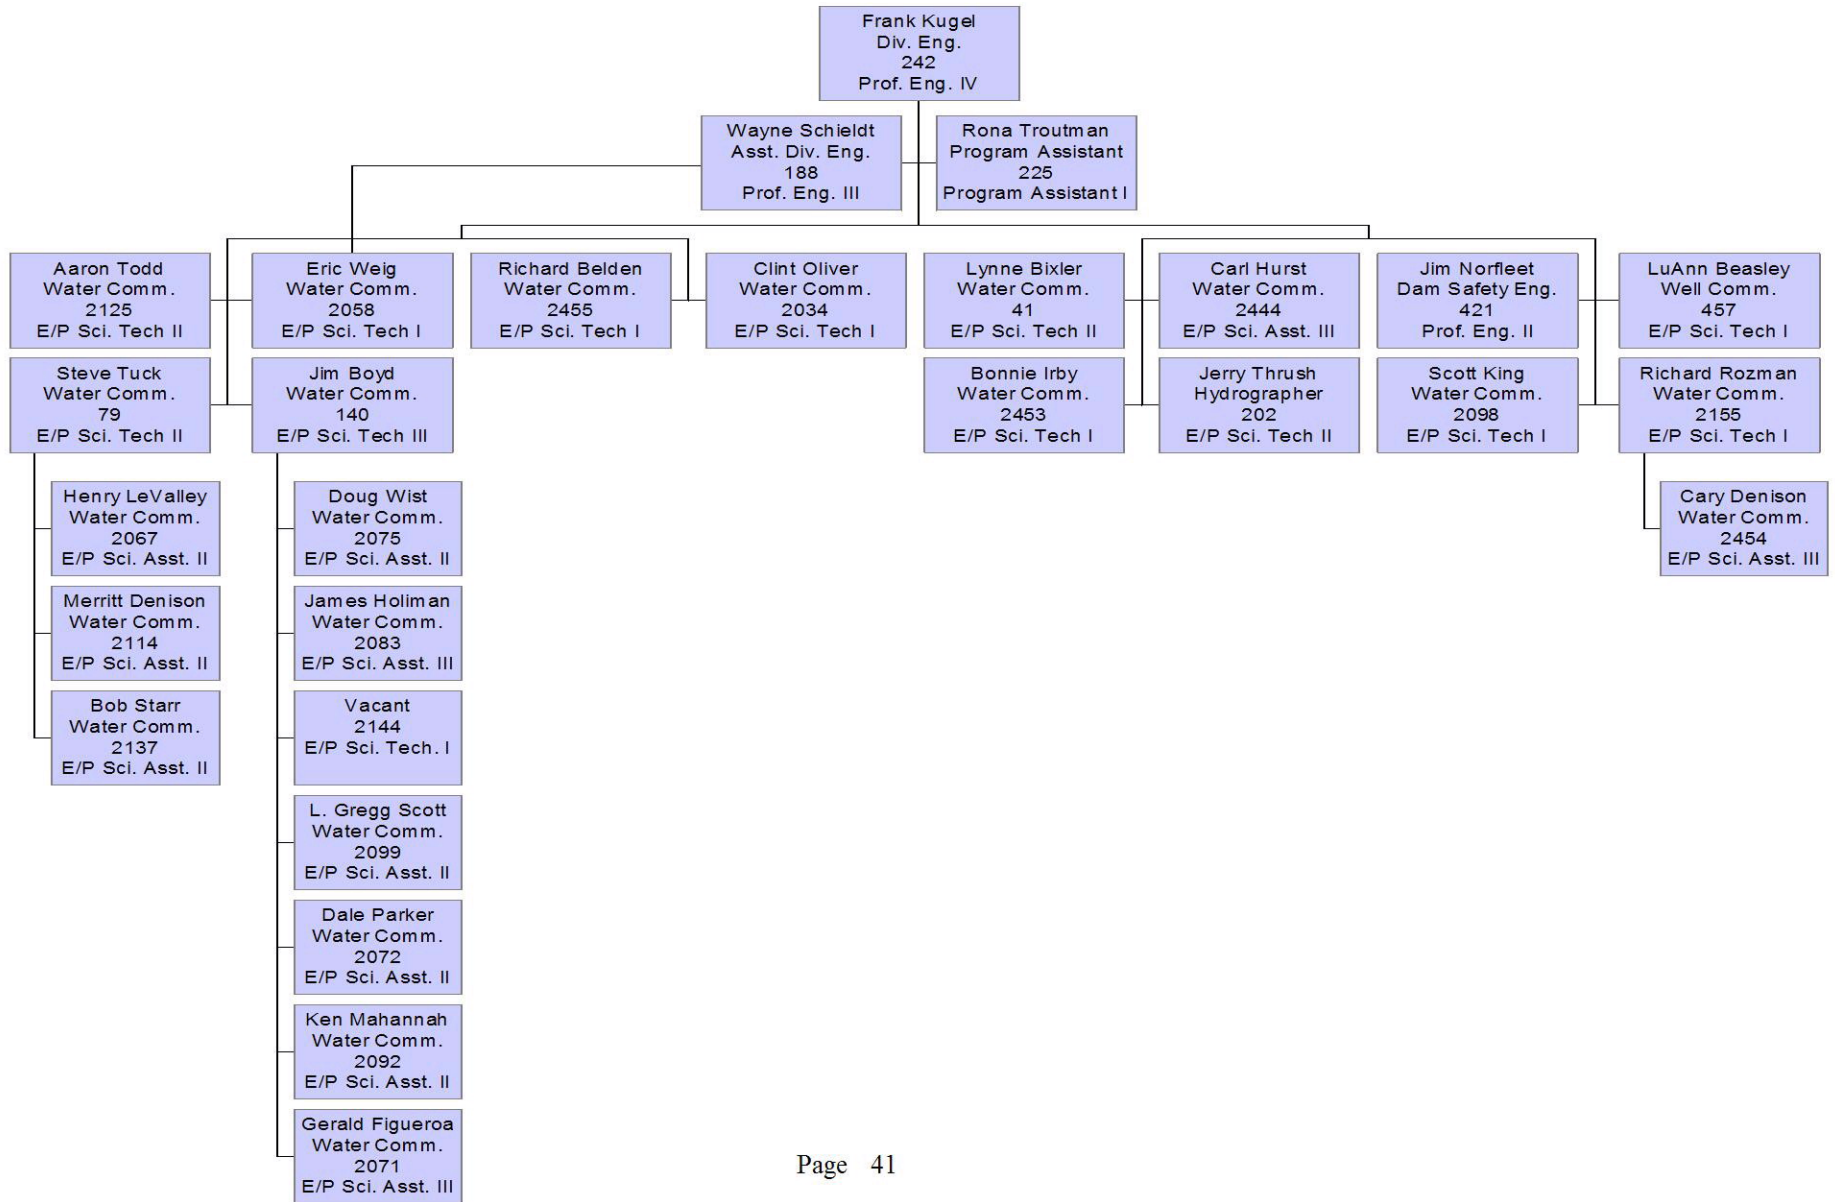 Frank Kugel
Div. Eng.
242
Prof. Eng. IV
Wayne Schieldt
Asst. Div. Eng.
188
Prof. Eng. III
Rona Troutman
Program Assistant
225
Program Assistant I
Aaron Todd
Water Comm.
2125
E/P Sci. Tech II
Eric Weig
Water Comm.
2058
E/P Sci. Tech I
Richard Belden
Water Comm.
2455
E/P Sci. Tech I
Clint Oliver
Water Comm.
2034
E/P Sci. Tech I
Lynne Bixler
Water Comm.
41
E/P Sci. Tech II
Carl Hurst
Water Comm.
2444
E/P Sci. Asst. III
Jim Norfleet
Dam Safety Eng.
421
Prof. Eng. II
LuAnn Beasley
Well Comm.
457
E/P Sci. Tech I
Steve Tuck
Water Comm.
79
E/P Sci. Tech II
Jim Boyd
Water Comm.
140
E/P Sci. Tech III
Bonnie Irby
Water Comm.
2453
E/P Sci. Tech I
Jerry Thrush
Hydrographer
202
E/P Sci. Tech II
Scott King
Water Comm.
2098
E/P Sci. Tech I
Richard Rozman
Water Comm.
2155
E/P Sci. Tech I
Henry LeValley
Water Comm.
2067
E/P Sci. Asst. II
Merritt Denison
Water Comm.
2114
E/P Sci. Asst. II
Bob Starr
Water Comm.
2137
E/P Sci. Asst. II
Doug Wist
Water Comm.
2075
E/P Sci. Asst. II
James Holiman
Water Comm.
2083
E/P Sci. Asst. III
Vacant
2144
E/P Sci. Tech. I
L. Gregg Scott
Water Comm.
2099
E/P Sci. Asst. II
Dale Parker
Water Comm.
2072
E/P Sci. Asst. II
Ken Mahannah
Water Comm.
2092
E/P Sci. Asst. II
Gerald Figueroa
Water Comm.
2071
E/P Sci. Asst. III
Cary Denison
Water Comm.
2454
E/P Sci. Asst. III
Page 41